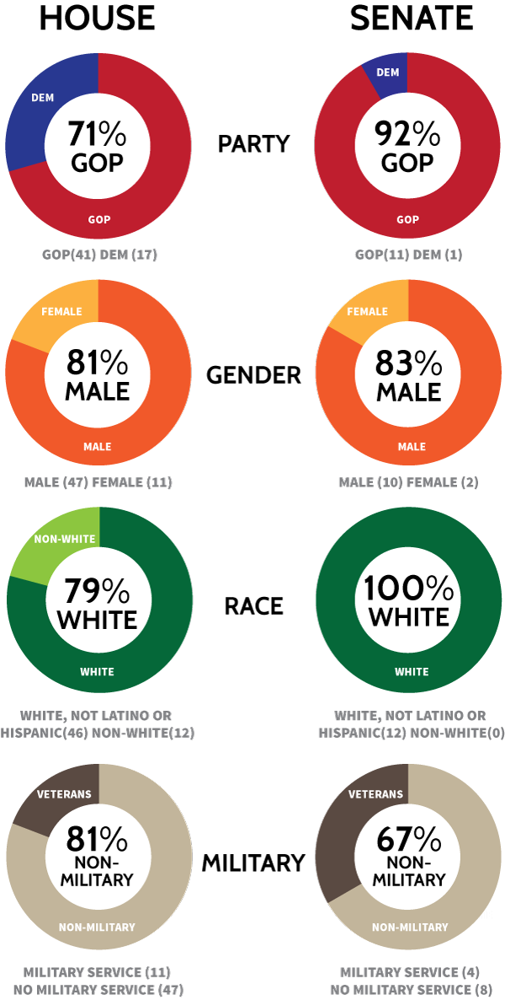 HOUSE
SENATE
DEM
71%
GOP
GOP
GOP(41) DEM (17)
PARTY
DEM
92%
GOP
GOP
GOP(11) DEM (1)
FEMALE
81%
MALE
MALE
MALE (47) FEMALE (11)
GENDER
FEMALE
83%
MALE
MALE
MALE (10) FEMALE (2)
NON-WHITE
79%
WHITE
WHITE
WHITE, NOT LATINO OR
HISPANIC(46) NON-WHITE(12)
RACE
100%
WHITE
WHITE
WHITE, NOT LATINO OR
HISPANIC(12) NON-WHITE(0)
VETERANS
81%
NON-
MILITARY
NON-MILITARY
MILITARY SERVICE (11)
NO MILITARY SERVICE (47)
MILITARY
VETERANS
67%
NON-
MILITARY
NON-MILITARY
MILITARY SERVICE (4)
NO MILITARY SERVICE (8)